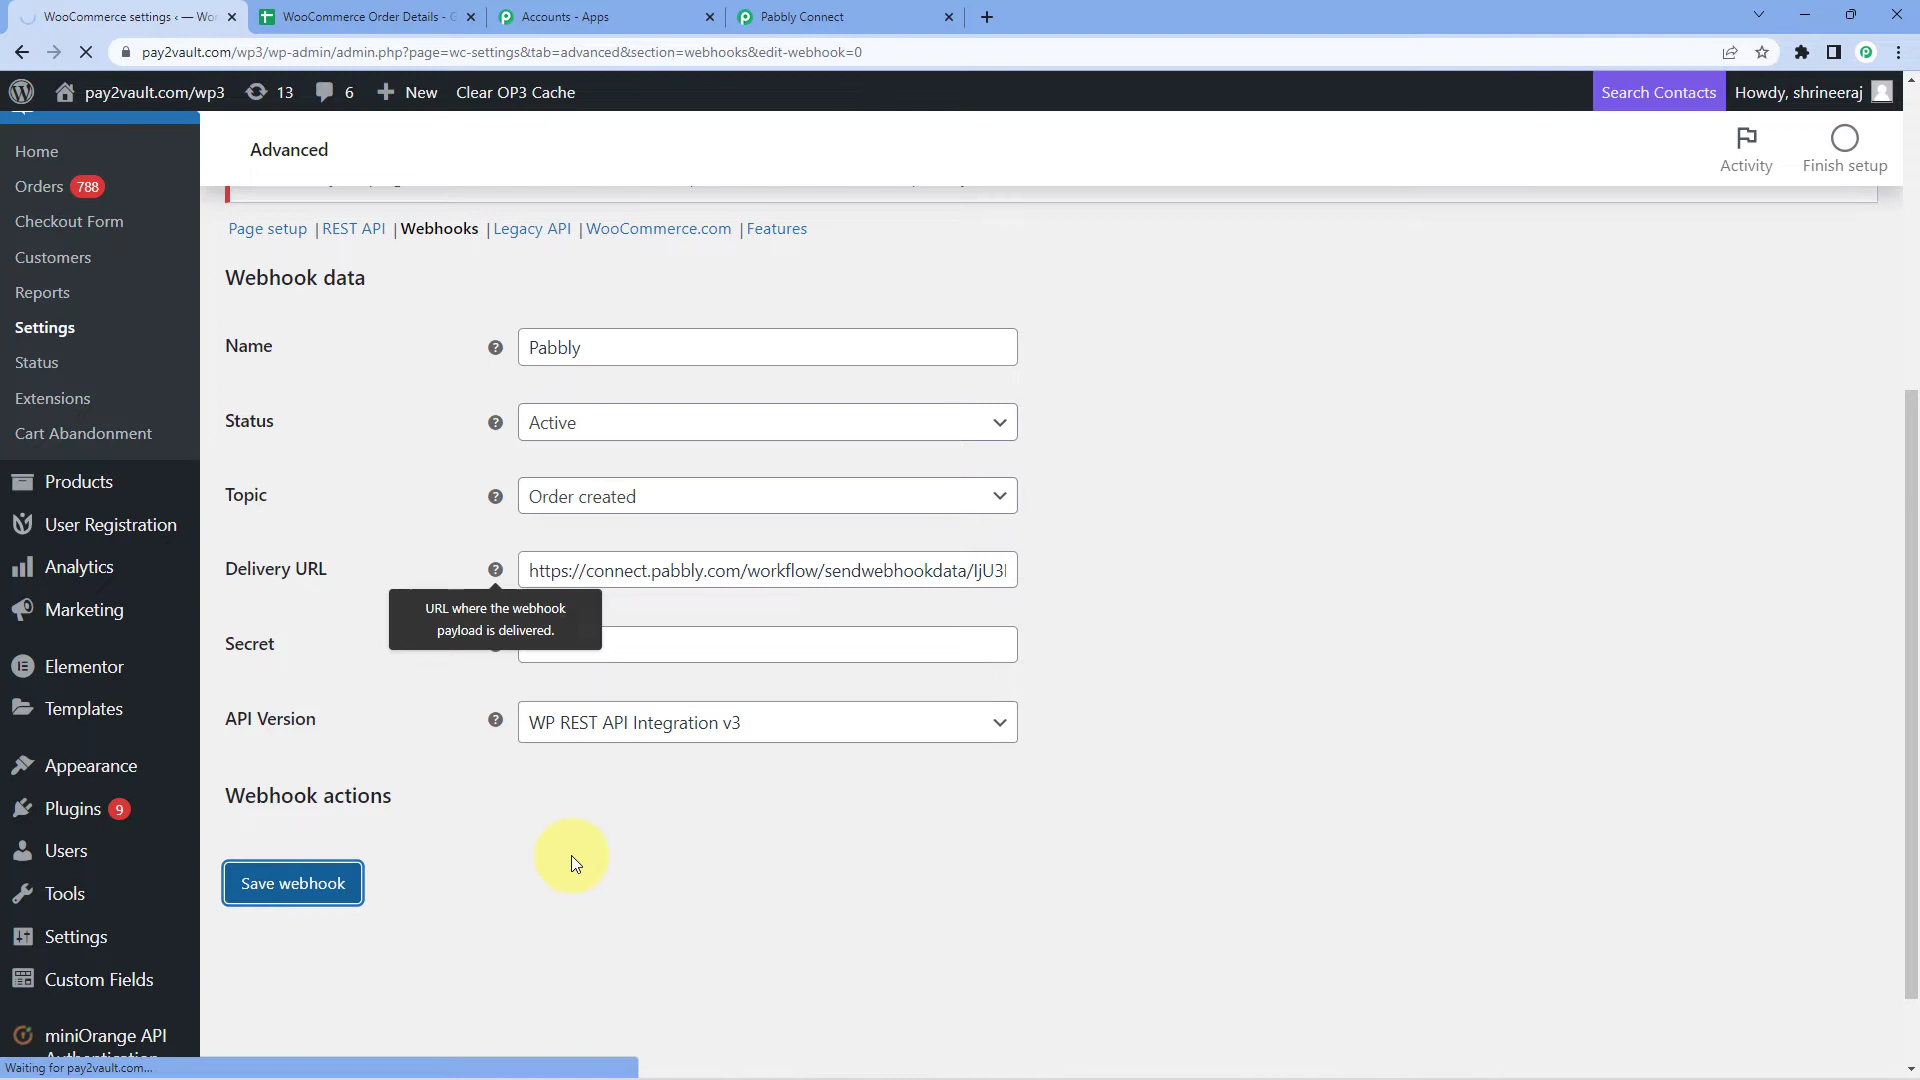 WooCommerce settings ‹ — Wor
WooCommerce Order Details - G
Accounts - Apps
Pabbly Connect
pay2vault.com/wp3/wp-admin/admin.php?page=wc-settings&tab=advanced&section=webhooks&edit-webhook=0
pay2vault.com/wp3
13
6
New
Clear OP3 Cache
Search Contacts
Howdy, shrineeraj
Home
Orders 788
Checkout Form
Customers
Reports
Settings
Status
Extensions
Cart Abandonment
Products
User Registration
Analytics
Marketing
Elementor
Templates
Appearance
Plugins 9
Users
Tools
Settings
Custom Fields
miniOrange API
Authentication
Advanced
Activity
Finish setup
Page setup | REST API | Webhooks | Legacy API | WooCommerce.com | Features
Webhook data
Name
Pabbly
Status
Active
Topic
Order created
Delivery URL
https://connect.pabbly.com/workflow/sendwebhookdata/IjU3
URL where the webhook
payload is delivered.
Secret
API Version
WP REST API Integration v3
Webhook actions
Save webhook
Waiting for pay2vault.com...